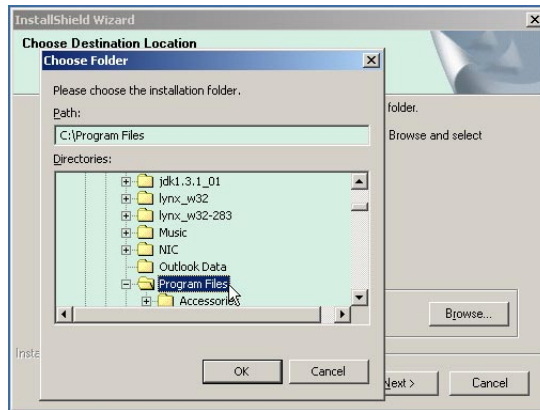 InstallShield Wizard
Choose Destination Location
Choose Folder
Please choose the installation folder.
Path:
C:\Program Files
Directories:
jdk1.3.1_01
lynx_w32
lynx_w32-283
Music
NIC
Outlook Data
Program Files
Accessories
OK
Cancel
folder.
Browse and select
Browse...
Insta
Next >
Cancel